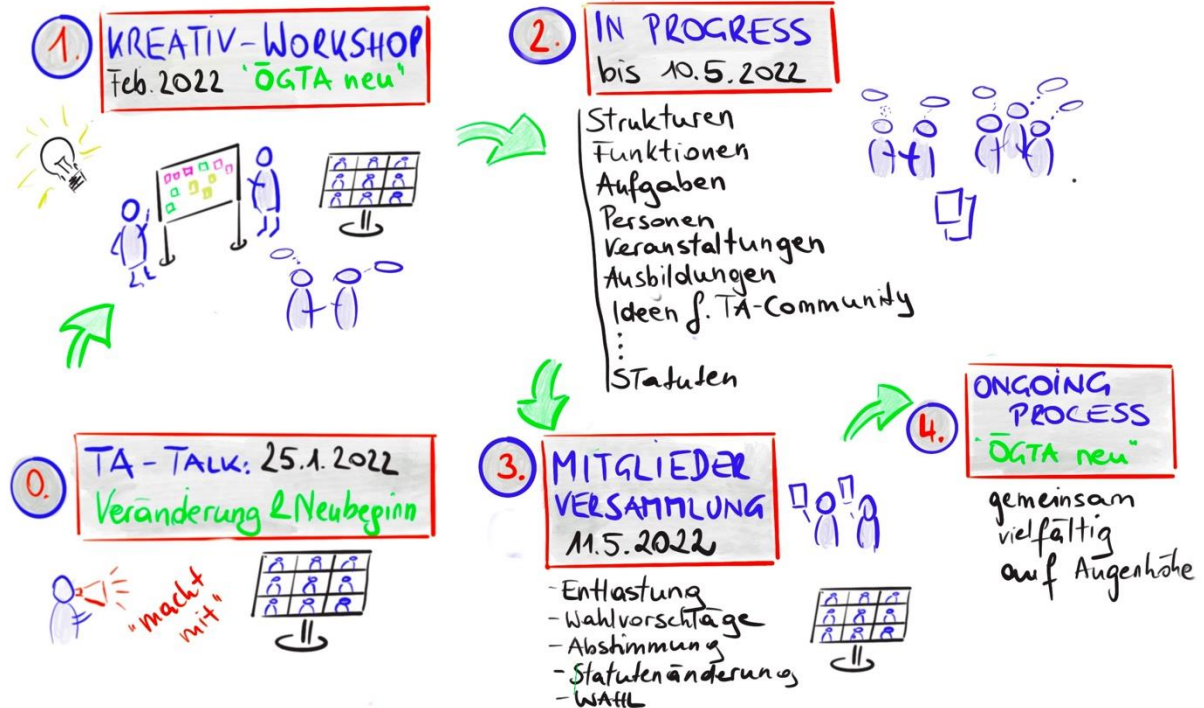 1. KREATIV-WORKSHOP
Feb. 2022 "ÖGTA neu"
2. IN PROGRESS
bis 10.5.2022
Strukturen
Funktionen
Aufgaben
Personen
Veranstaltungen
Ausbildungen
Ideen f. TA-Community
⋮
STatuten
0. TA-TALK: 25.1.2022
Veränderung & Neubeginn
"macht
mit"
3. MITGLIEDER
VERSAMMLUNG
11.5.2022
- Entlastung
- Wahlvorschläge
- Abstimmung
- Statutenänderung
- WAHL
4. ONGOING
PROCESS
"ÖGTA neu"
gemeinsam
vielfältig
auf Augenhöhe